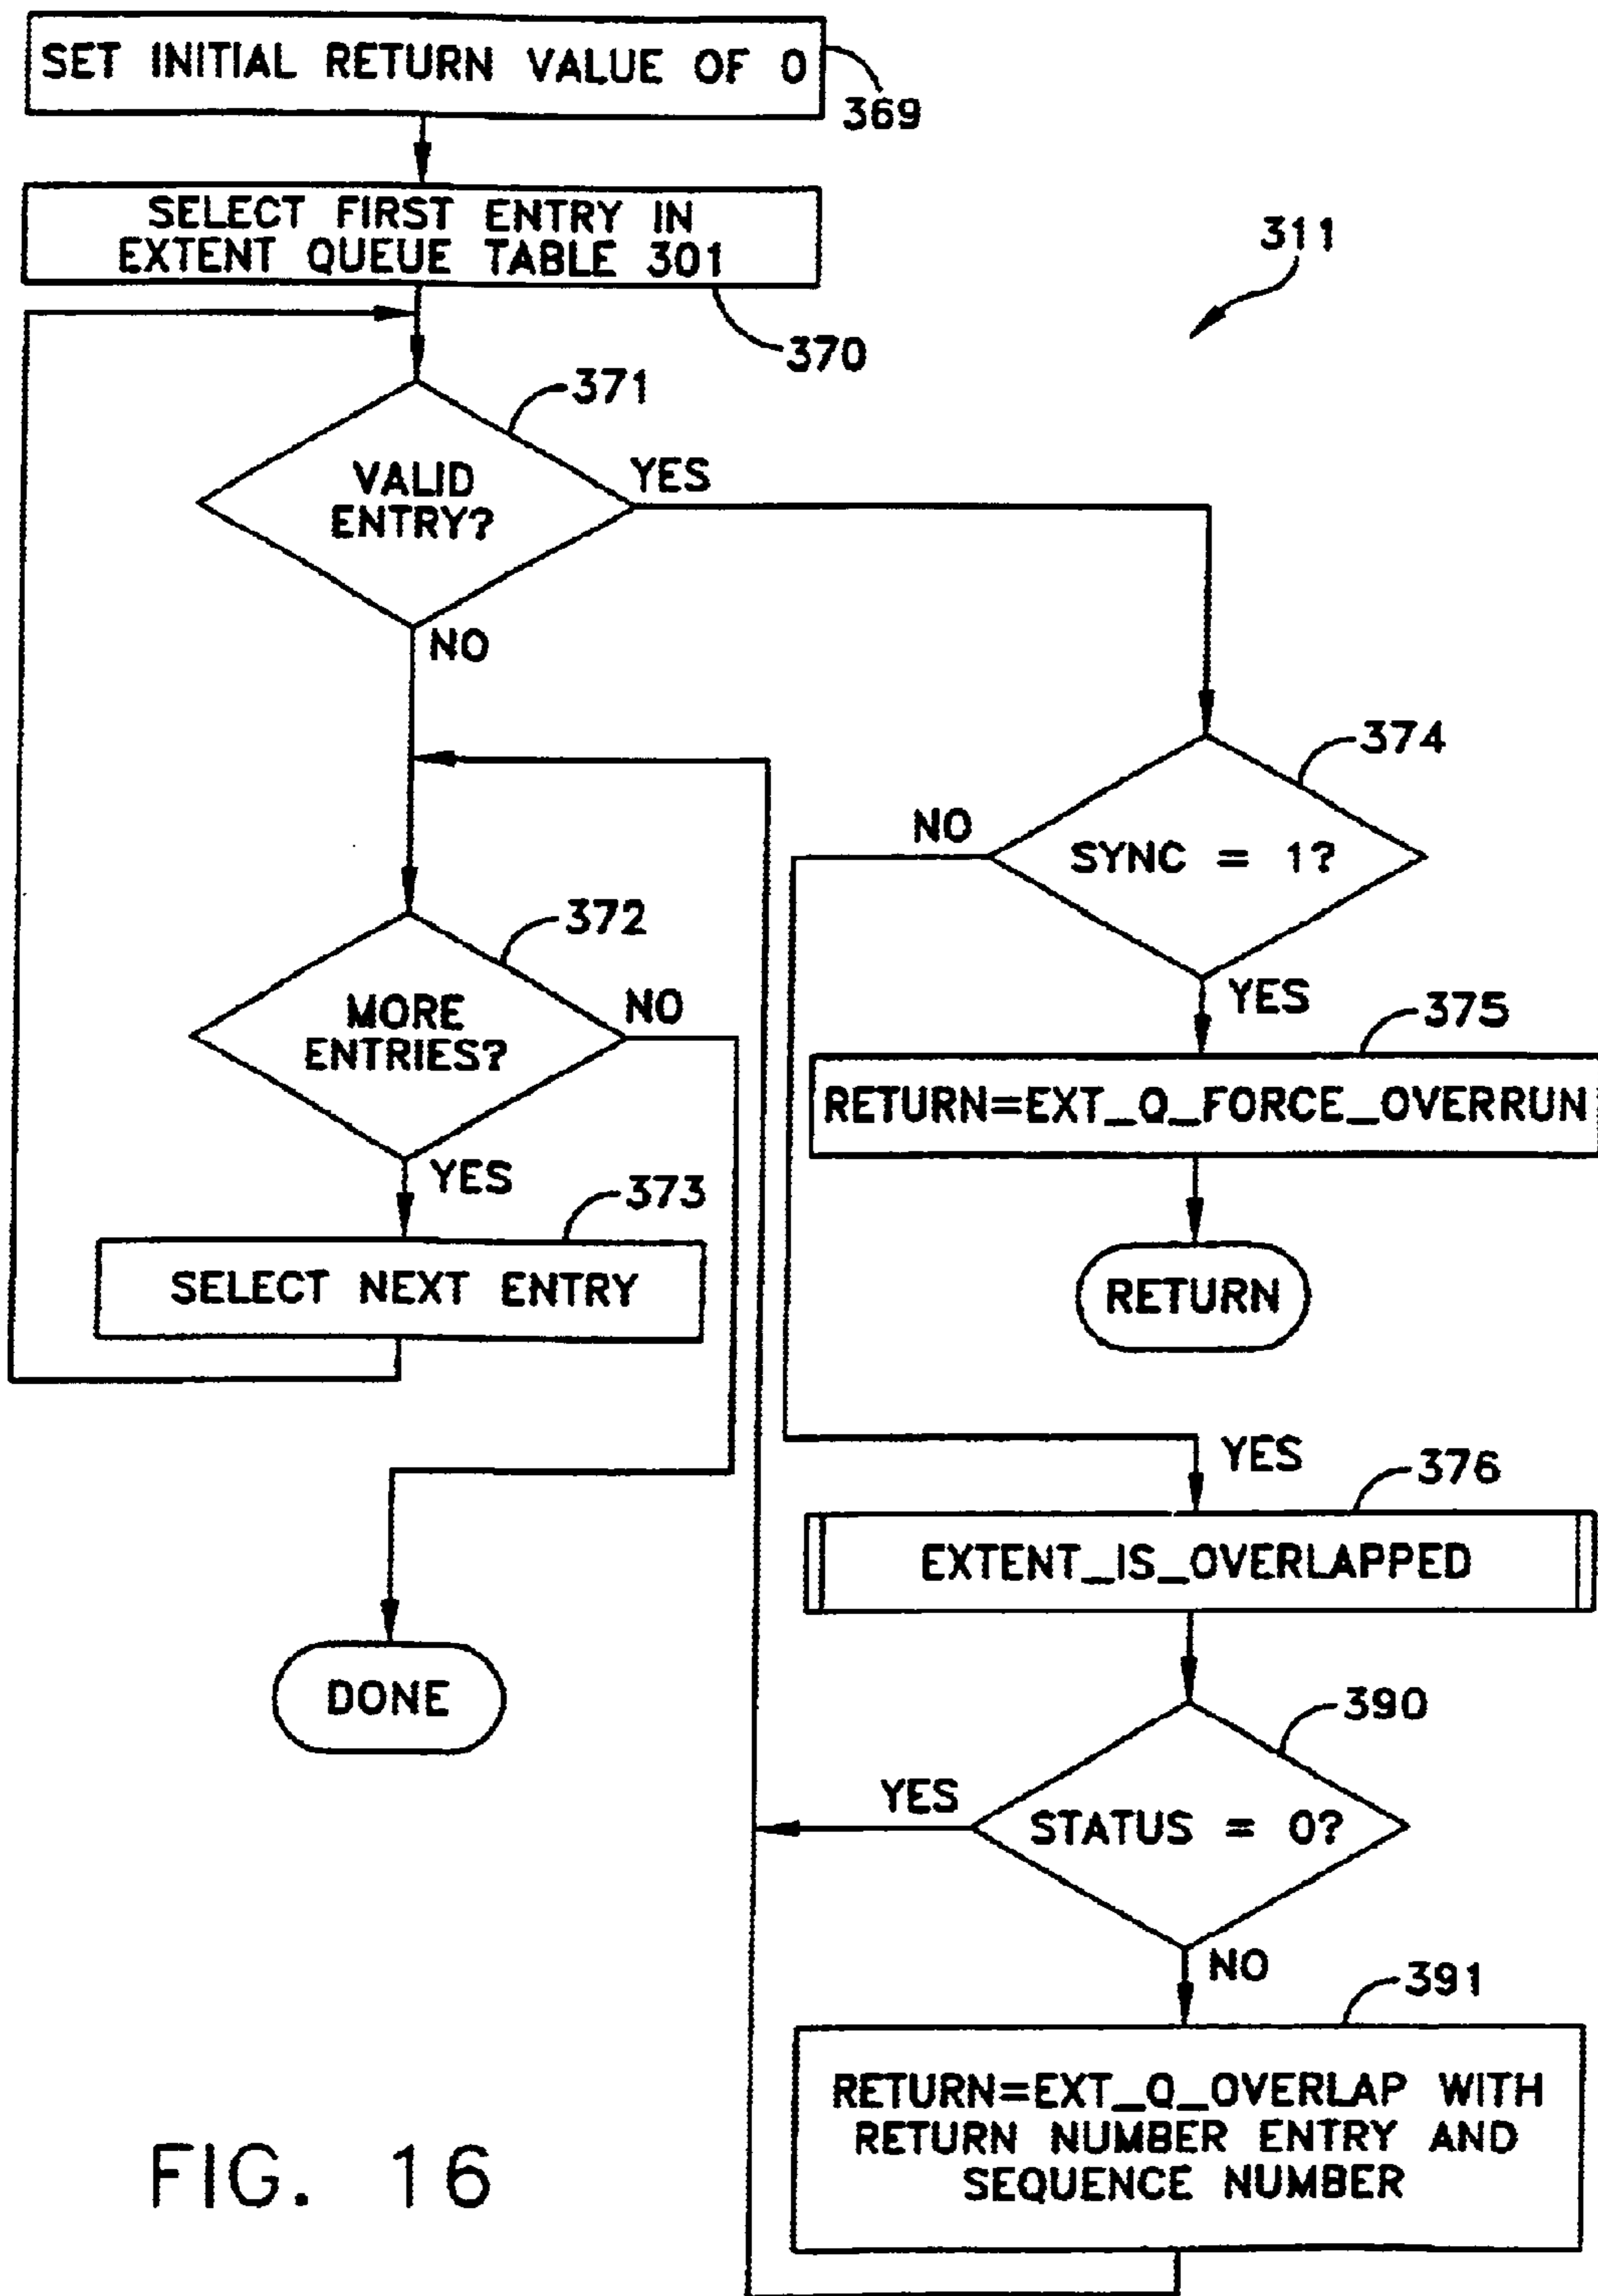 SET INITIAL RETURN VALUE OF 0
369
SELECT FIRST ENTRY IN
EXTENT QUEUE TABLE 301
311
370
371
VALID
ENTRY?
YES
NO
374
NO
SYNC = 1?
372
MORE
ENTRIES?
NO
YES
375
RETURN=EXT_Q_FORCE_OVERRUN
YES
373
SELECT NEXT ENTRY
RETURN
YES
376
EXTENT_IS_OVERLAPPED
DONE
390
YES
STATUS = 0?
NO
391
RETURN=EXT_Q_OVERLAP WITH
RETURN NUMBER ENTRY AND
SEQUENCE NUMBER
FIG. 16